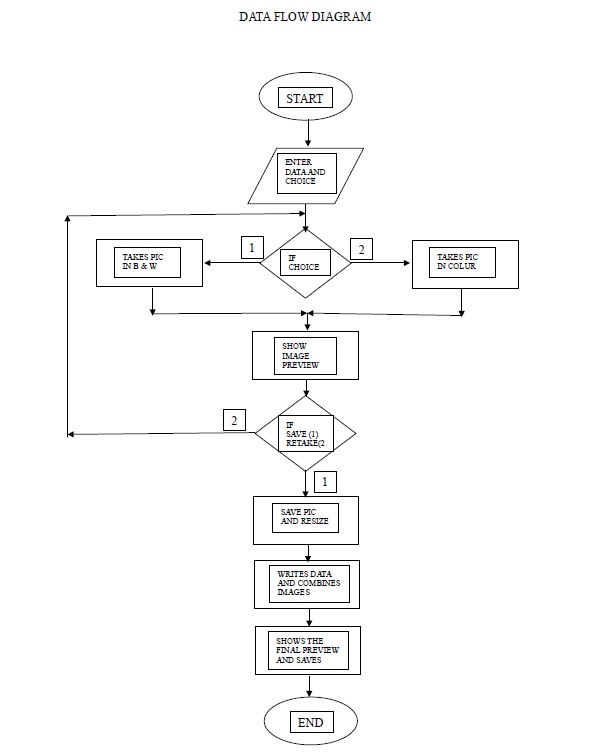 DATA FLOW DIAGRAM
START
ENTER
DATA AND
CHOICE
1
2
TAKES PIC
IN B & W
IF
CHOICE
TAKES PIC
IN COLUR
SHOW
IMAGE
PREVIEW
2
IF
SAVE (1)
RETAKE(2
1
SAVE PIC
AND RESIZE
WRITES DATA
AND COMBINES
IMAGES
SHOWS THE
FINAL PREVIEW
AND SAVES
END